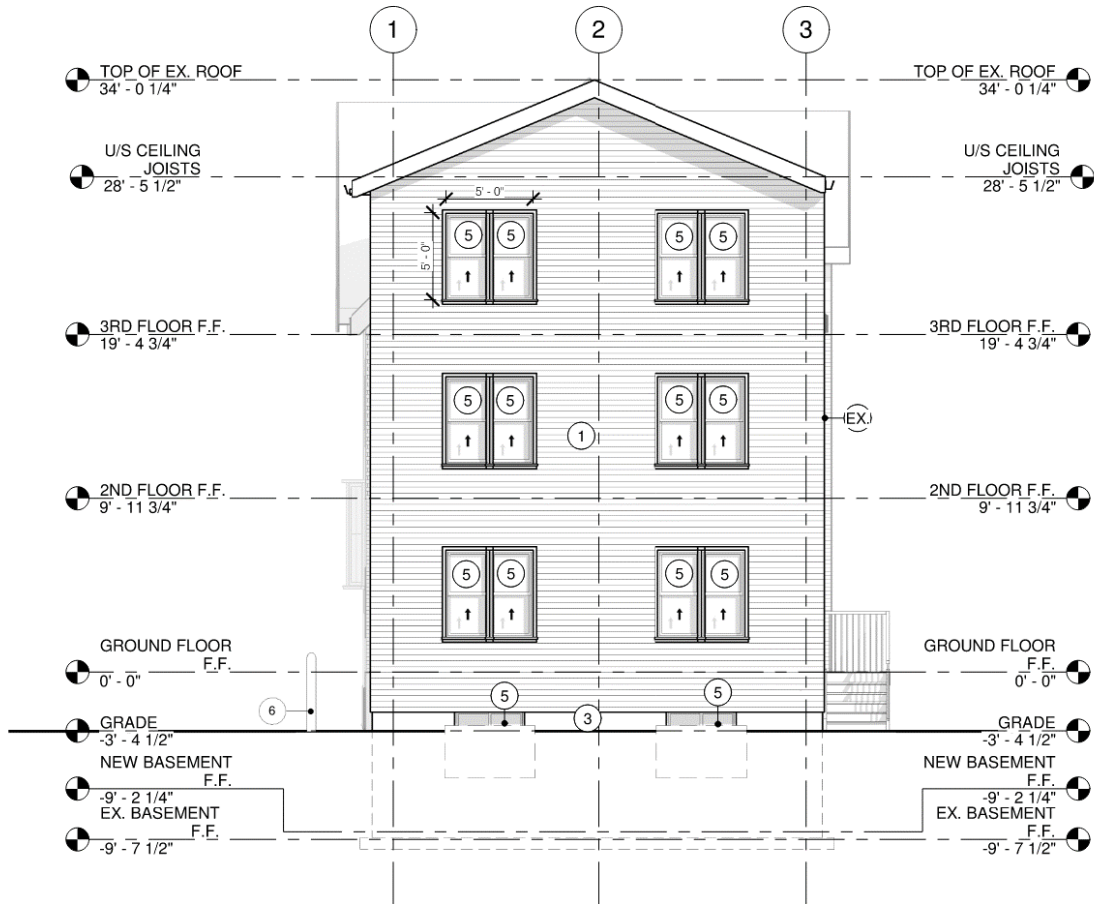 1 2 3
TOP OF EX. ROOF
34' - 0 1/4"
TOP OF EX. ROOF
34' - 0 1/4"
U/S CEILING
JOISTS
28' - 5 1/2"
U/S CEILING
JOISTS
28' - 5 1/2"
5' - 0"
5' - 0"
5 5 5 5
3RD FLOOR F.F.
19' - 4 3/4"
3RD FLOOR F.F.
19' - 4 3/4"
5 5 5 5
1
EX.
2ND FLOOR F.F.
9' - 11 3/4"
2ND FLOOR F.F.
9' - 11 3/4"
5 5 5 5
GROUND FLOOR
F.F.
0' - 0"
GROUND FLOOR
F.F.
0' - 0"
5 5
6
3
GRADE
-3' - 4 1/2"
GRADE
-3' - 4 1/2"
NEW BASEMENT
F.F.
-9' - 2 1/4"
NEW BASEMENT
F.F.
-9' - 2 1/4"
EX. BASEMENT
F.F.
-9' - 7 1/2"
EX. BASEMENT
F.F.
-9' - 7 1/2"